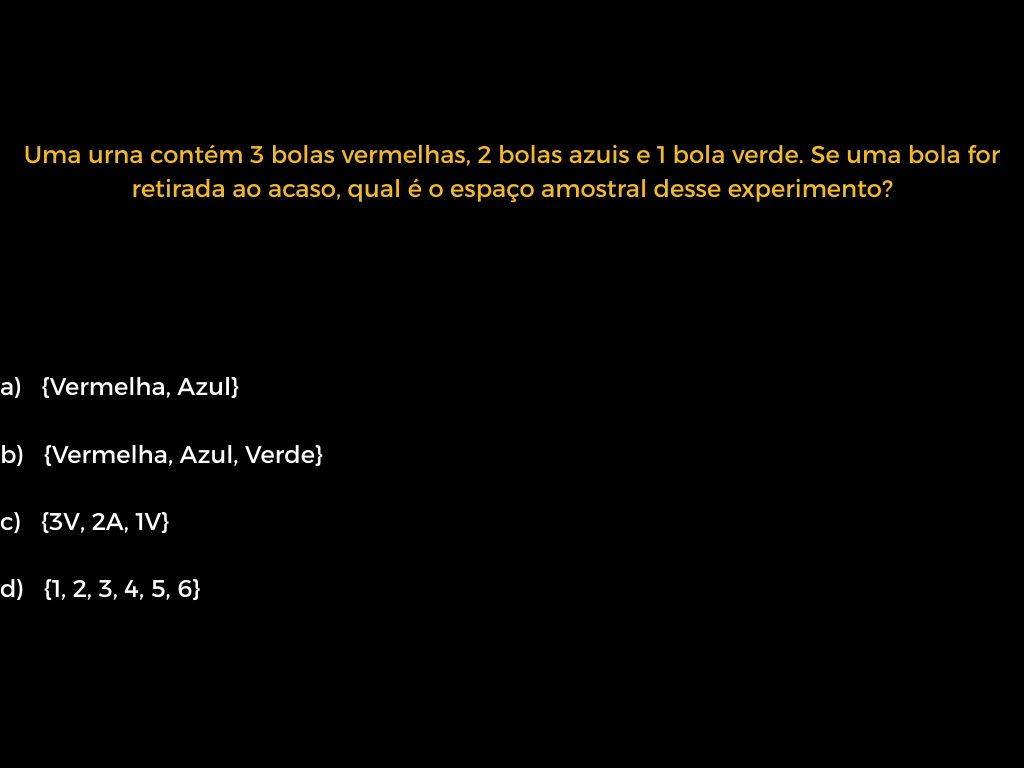 Uma urna contém 3 bolas vermelhas, 2 bolas azuis e 1 bola verde. Se uma bola for
retirada ao acaso, qual é o espaço amostral desse experimento?
a) {Vermelha, Azul}
b) {Vermelha, Azul, Verde}
c) {3V, 2A, 1V}
d) {1, 2, 3, 4, 5, 6}